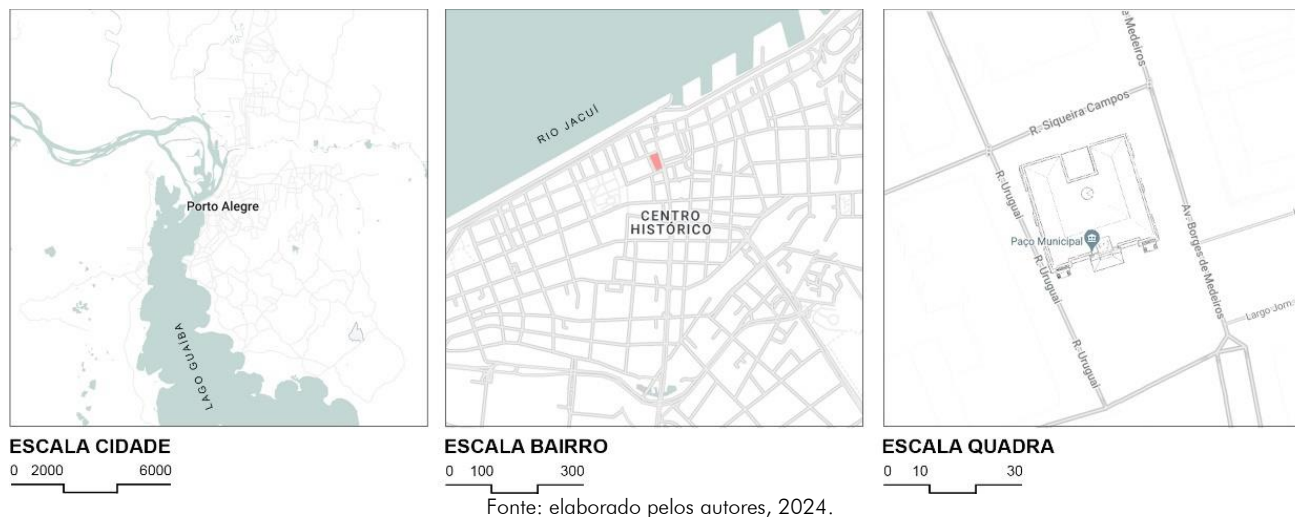 Porto Alegre
LAGO GUAÍBA
ESCALA CIDADE
0 2000 6000
RIO JACUÍ
CENTRO
HISTÓRICO
ESCALA BAIRRO
0 100 300
Medeiros
R. Siqueira Campos
R. Uruguai
Paço Municipal
R. Uruguai
Av. Borges de Medeiros
Largo Jorn.
R. Uruguai
ESCALA QUADRA
0 10 30
Fonte: elaborado pelos autores, 2024.